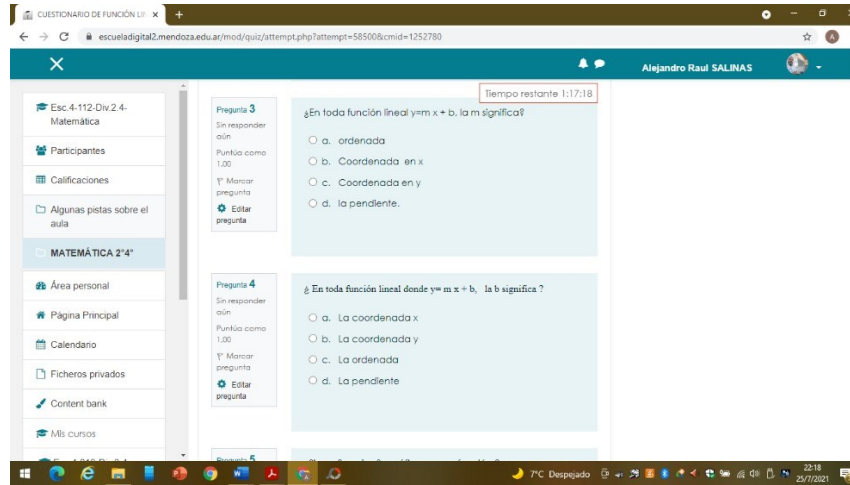 CUESTIONARIO DE FUNCIÓN LI
escueladigital2.mendoza.edu.ar/mod/quiz/attempt.php?attempt=58500&cmid=1252780
A
Alejandro Raul SALINAS
Tiempo restante 1:17:18
Esc.4-112-Div.2.4-
Matemática
Participantes
Calificaciones
Algunas pistas sobre el
aula
MATEMÁTICA 2°4°
Área personal
Página Principal
Calendario
Ficheros privados
Content bank
Mis cursos
Pregunta 3
Sin responder
aún
Puntúa como
1,00
Marcar
pregunta
Editar
pregunta
¿En toda función lineal y=m x + b, la m significa?
a. ordenada
b. Coordenada en x
c. Coordenada en y
d. la pendiente.
Pregunta 4
Sin responder
aún
Puntúa como
1,00
Marcar
pregunta
Editar
pregunta
¿ En toda función lineal donde y= m x + b, la b significa ?
a. La coordenada x
b. La coordenada y
c. La ordenada
d. La pendiente
Pregunta 5
7°C Despejado
22:18
25/7/2021